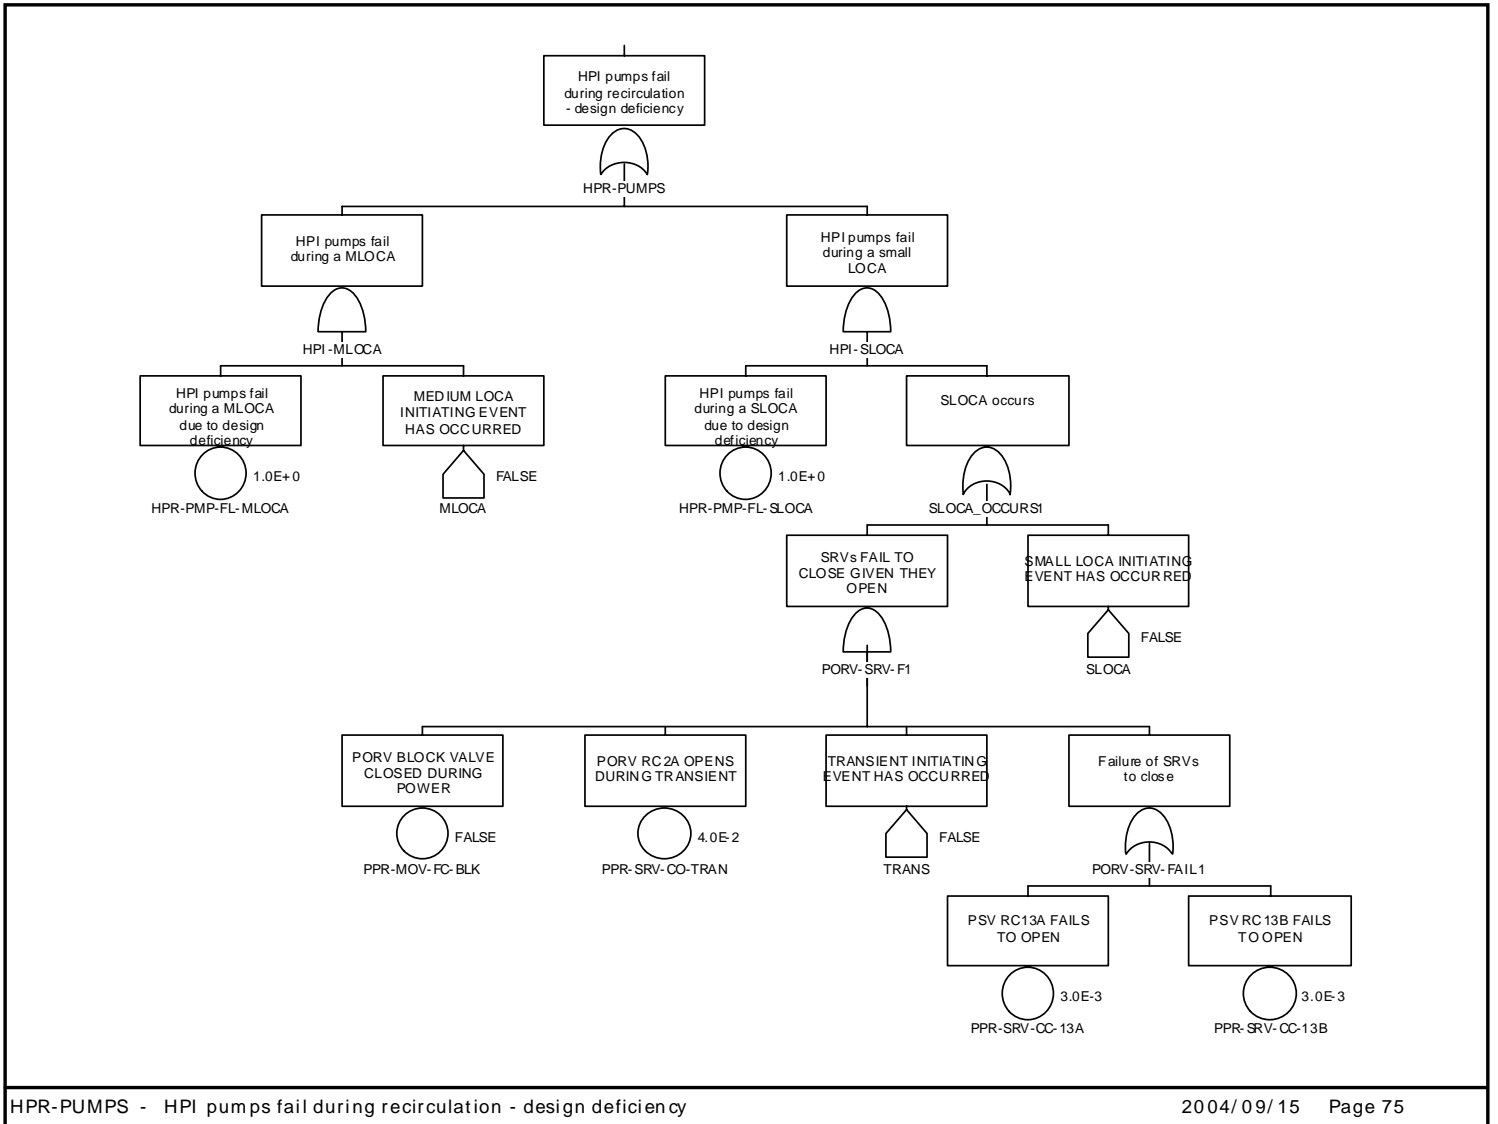 HPI pumps fail
during recirculation
- design deficiency
HPR-PUMPS
HPI pumps fail
during a MLOCA
HPI-MLOCA
HPI pumps fail
during a small
LOCA
HPI-SLOCA
HPI pumps fail
during a MLOCA
due to design
deficiency
1.0E+0
HPR-PMP-FL-MLOCA
MEDIUM LOCA
INITIATING EVENT
HAS OCCURRED
FALSE
MLOCA
HPI pumps fail
during a SLOCA
due to design
deficiency
1.0E+0
HPR-PMP-FL-SLOCA
SLOCA occurs
SLOCA_OCCURS1
SRVs FAIL TO
CLOSE GIVEN THEY
OPEN
PORV-SRV-F1
SMALL LOCA INITIATING
EVENT HAS OCCURRED
FALSE
SLOCA
PORV BLOCK VALVE
CLOSED DURING
POWER
FALSE
PPR-MOV-FC-BLK
PORV RC2A OPENS
DURING TRANSIENT
4.0E-2
PPR-SRV-CO-TRAN
TRANSIENT INITIATING
EVENT HAS OCCURRED
FALSE
TRANS
Failure of SRVs
to close
PORV-SRV-FAIL1
PSV RC13A FAILS
TO OPEN
3.0E-3
PPR-SRV-CC-13A
PSV RC13B FAILS
TO OPEN
3.0E-3
PPR-SRV-CC-13B
HPR-PUMPS - HPI pumps fail during recirculation - design deficiency
2004/09/15 Page 75